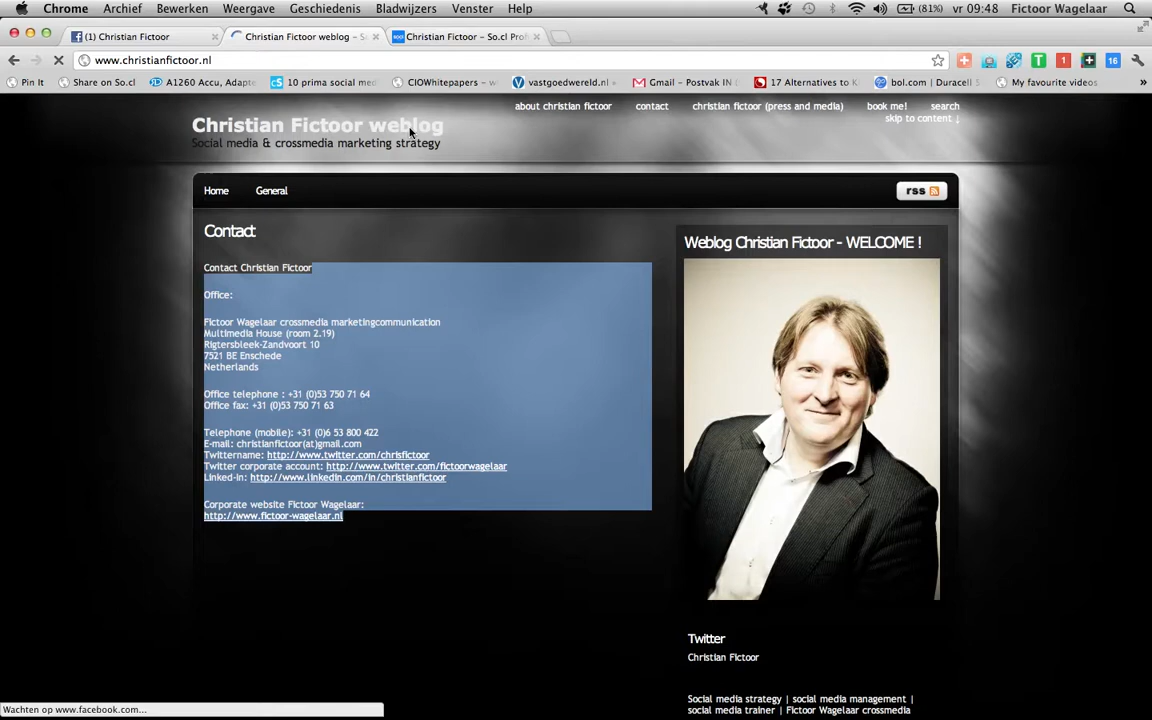 Chrome Archief Bewerken Weergave Geschiedenis Bladwijzers Venster Help (81%) vr 09:48 Fictoor Wagelaar
(1) Christian Fictoor Christian Fictoor weblog - S Christian Fictoor – So.cl Prof
www.christianfictoor.nl
Pin It Share on So.cl A1260 Accu, Adapte 10 prima social med CIOWhitepapers – w vastgoedwereld.nl Gmail – Postvak IN ( 17 Alternatives to bol.com | Duracell My favourite videos »
about christian fictoor contact christian fictoor (press and media) book me! search
skip to content ↓
Christian Fictoor weblog
Social media & crossmedia marketing strategy
Home General rss
Contact
Weblog Christian Fictoor - WELCOME !
Contact Christian Fictoor
Office:
Fictoor Wagelaar crossmedia marketingcommunication
Multimedia House (room 2.19)
Rigtersbleek-Zandvoort 10
7521 BE Enschede
Netherlands
Office telephone : +31 (0)53 750 71 64
Office fax: +31 (0)53 750 71 63
Telephone (mobile): +31 (0)6 53 800 422
E-mail: christianfictoor(at)gmail.com
Twittername: http://www.twitter.com/chrisfictoor
Twitter corporate account: http://www.twitter.com/fictoorwagelaar
Linked-in: http://www.linkedin.com/in/christianfictoor
Corporate website Fictoor Wagelaar:
http://www.fictoor-wagelaar.nl
Twitter
Christian Fictoor
Social media strategy | social media management |
social media trainer | Fictoor Wagelaar crossmedia
Wachten op www.facebook.com...